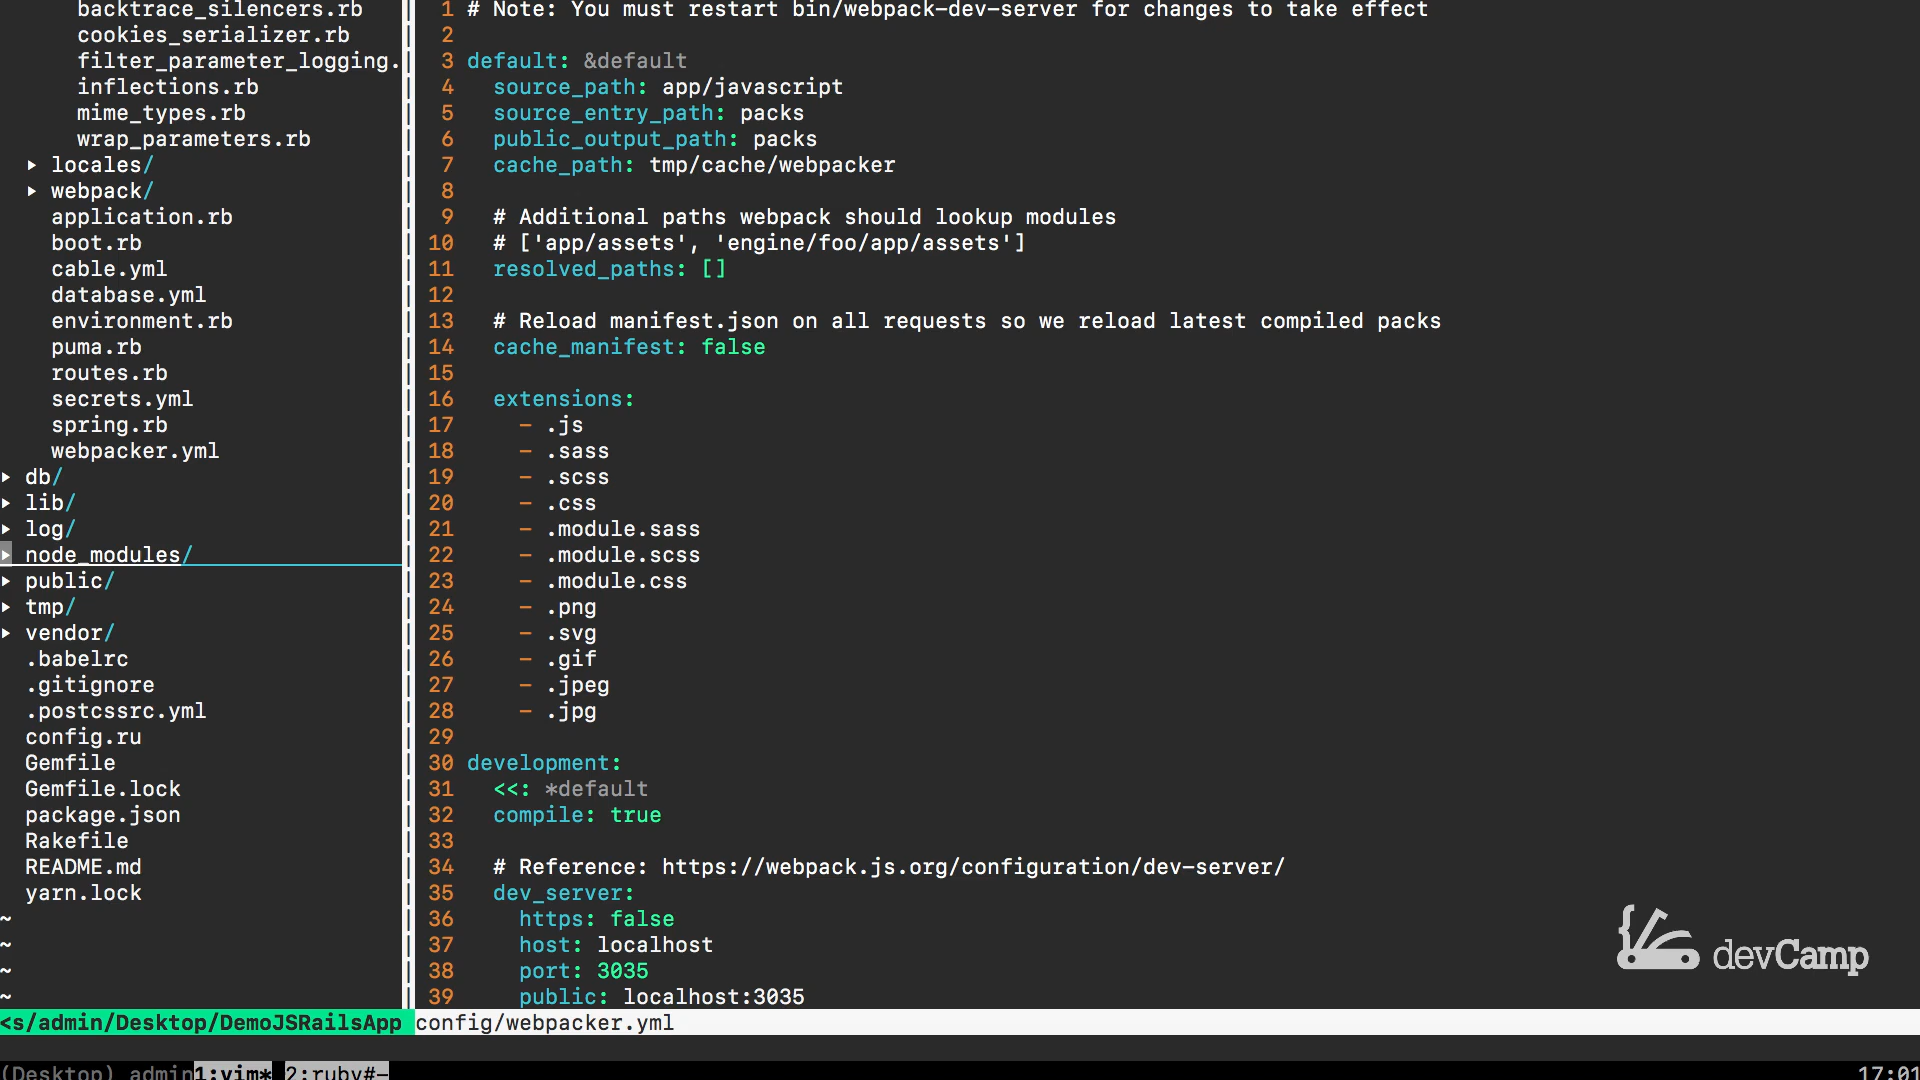 backtrace_silencers.rb
cookies_serializer.rb
filter_parameter_logging.
inflections.rb
mime_types.rb
wrap_parameters.rb
▸ locales/
▸ webpack/
application.rb
boot.rb
cable.yml
database.yml
environment.rb
puma.rb
routes.rb
secrets.yml
spring.rb
webpacker.yml
▸ db/
▸ lib/
▸ log/
▸ node_modules/
▸ public/
▸ tmp/
▸ vendor/
.babelrc
.gitignore
.postcssrc.yml
config.ru
Gemfile
Gemfile.lock
package.json
Rakefile
README.md
yarn.lock
~
~
~
~
1 # Note: You must restart bin/webpack-dev-server for changes to take effect
2
3 default: &default
4   source_path: app/javascript
5   source_entry_path: packs
6   public_output_path: packs
7   cache_path: tmp/cache/webpacker
8
9   # Additional paths webpack should lookup modules
10   # ['app/assets', 'engine/foo/app/assets']
11   resolved_paths: []
12
13   # Reload manifest.json on all requests so we reload latest compiled packs
14   cache_manifest: false
15
16   extensions:
17     - .js
18     - .sass
19     - .scss
20     - .css
21     - .module.sass
22     - .module.scss
23     - .module.css
24     - .png
25     - .svg
26     - .gif
27     - .jpeg
28     - .jpg
29
30 development:
31   <<: *default
32   compile: true
33
34   # Reference: https://webpack.js.org/configuration/dev-server/
35   dev_server:
36     https: false
37     host: localhost
38     port: 3035
39     public: localhost:3035
devCamp
<s/admin/Desktop/DemoJSRailsApp config/webpacker.yml
(Desktop) admin 1:vim* 2:ruby#- 17:01